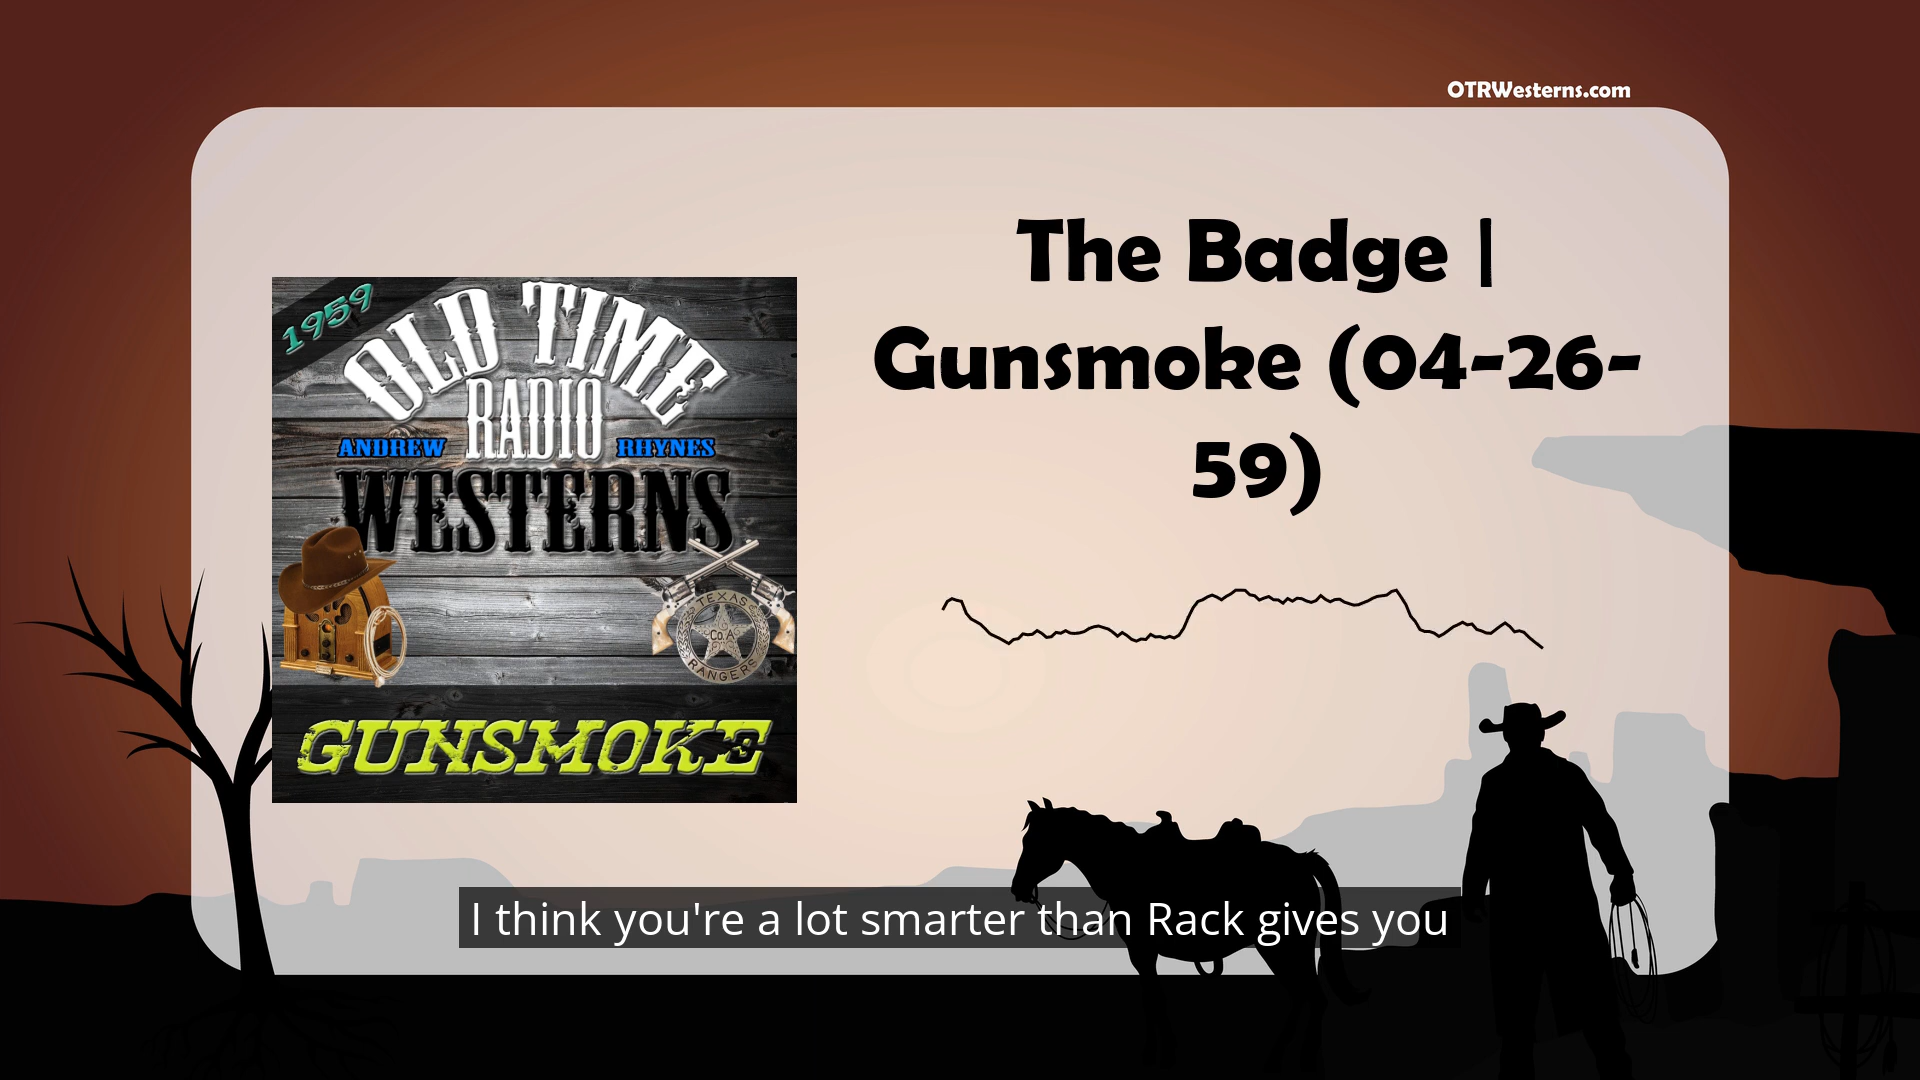 OTRWesterns.com
The Badge |
Gunsmoke (04-26-
59)
1959
OLD TIME
RADIO
ANDREW RHYNES
WESTERNS
TEXAS
Co. A
RANGERS
GUNSMOKE
I think you're a lot smarter than Rack gives you